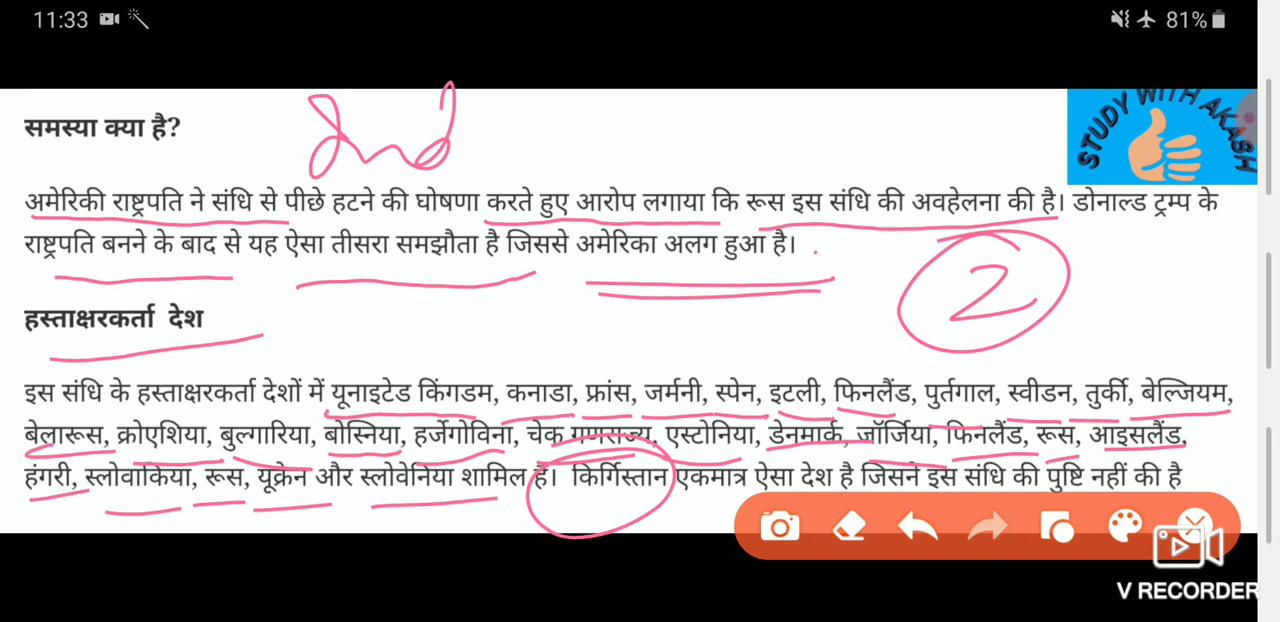 11:33 81%
समस्या क्या है?
2nd
STUDY WITH AKASH
अमेरिकी राष्ट्रपति ने संधि से पीछे हटने की घोषणा करते हुए आरोप लगाया कि रूस इस संधि की अवहेलना की है। डोनाल्ड ट्रम्प के
राष्ट्रपति बनने के बाद से यह ऐसा तीसरा समझौता है जिससे अमेरिका अलग हुआ है।
2
हस्ताक्षरकर्ता देश
इस संधि के हस्ताक्षरकर्ता देशों में यूनाइटेड किंगडम, कनाडा, फ्रांस, जर्मनी, स्पेन, इटली, फिनलैंड, पुर्तगाल, स्वीडन, तुर्की, बेल्जियम,
बेलारूस, क्रोएशिया, बुल्गारिया, बोस्निया, हर्जेगोविना, चेक गणराज्य, एस्टोनिया, डेनमार्क, जॉर्जिया, फिनलैंड, रूस, आइसलैंड,
हंगरी, स्लोवाकिया, रूस, यूक्रेन और स्लोवेनिया शामिल हैं। किर्गिस्तान एकमात्र ऐसा देश है जिसने इस संधि की पुष्टि नहीं की है
V RECORDER